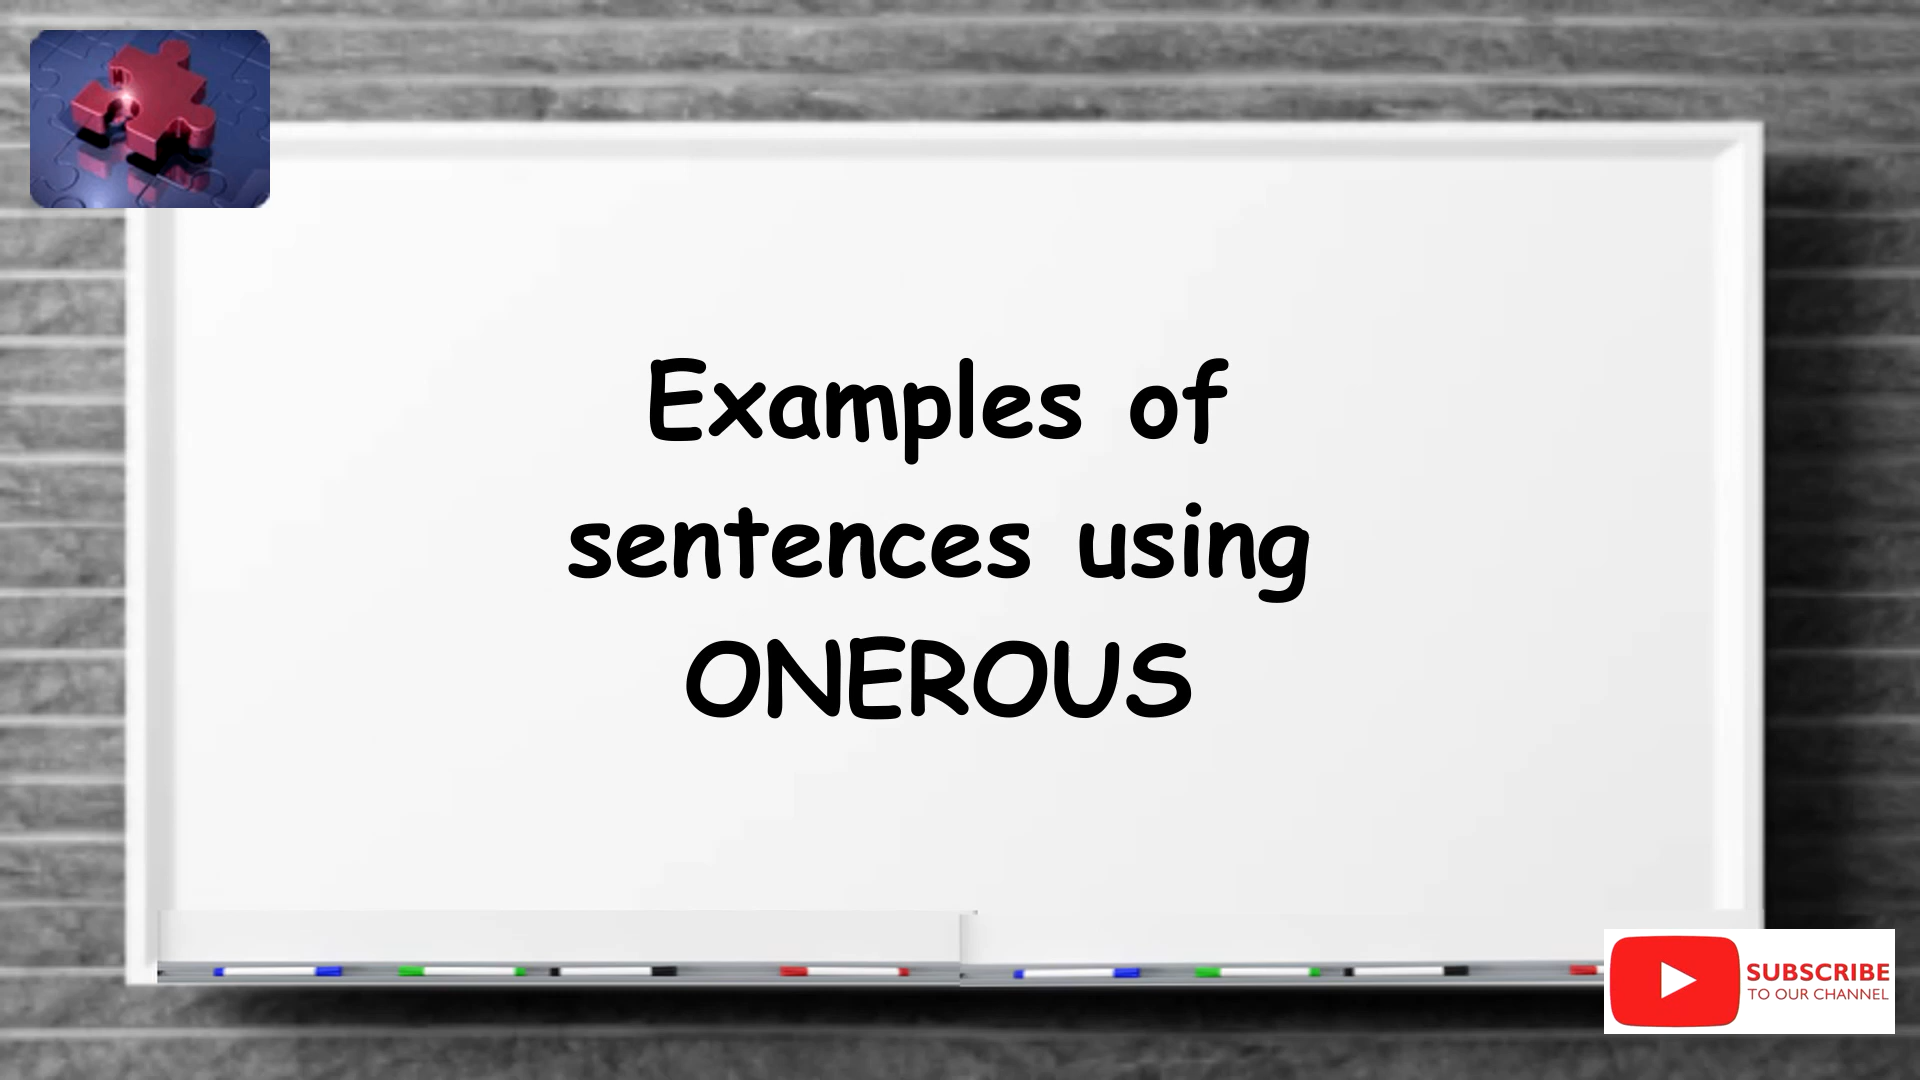 Examples of
sentences using
ONEROUS
SUBSCRIBE
TO OUR CHANNEL